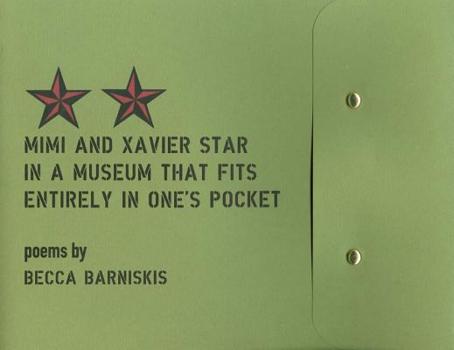 MIMI AND XAVIER STAR
IN A MUSEUM THAT FITS
ENTIRELY IN ONE'S POCKET
poems by
BECCA BARNISKIS